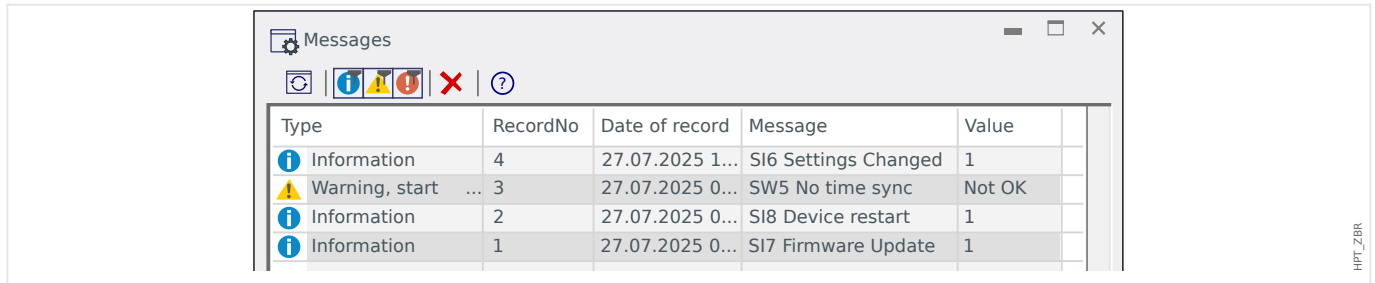 Messages
Type RecordNo Date of record Message Value
Information 4 27.07.2025 1... SI6 Settings Changed 1
Warning, start ... 3 27.07.2025 0... SW5 No time sync Not OK
Information 2 27.07.2025 0... SI8 Device restart 1
Information 1 27.07.2025 0... SI7 Firmware Update 1
HPT_ZBR